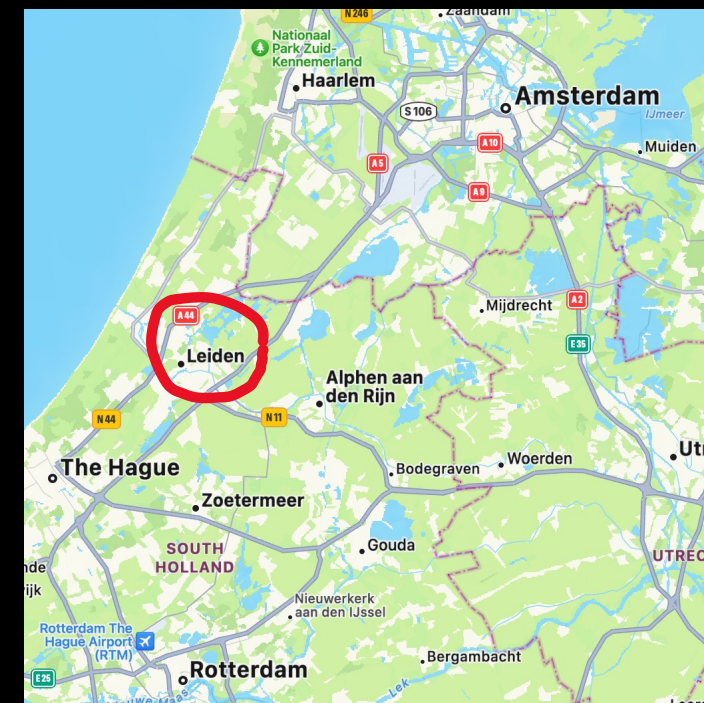 N246
Zaandam
Nationaal
Park Zuid-
Kennemerland
Haarlem
Amsterdam
S 106
IJmeer
A10
Muiden
A5
A9
A44
Mijdrecht
A2
E35
Leiden
Alphen aan
den Rijn
N44
N11
The Hague
Bodegraven
Woerden
Ut
Zoetermeer
SOUTH
HOLLAND
Gouda
UTREC
nde
ijk
Nieuwerkerk
aan den IJssel
Rotterdam The
Hague Airport
(RTM)
Bergambacht
Rotterdam
E25
Lek